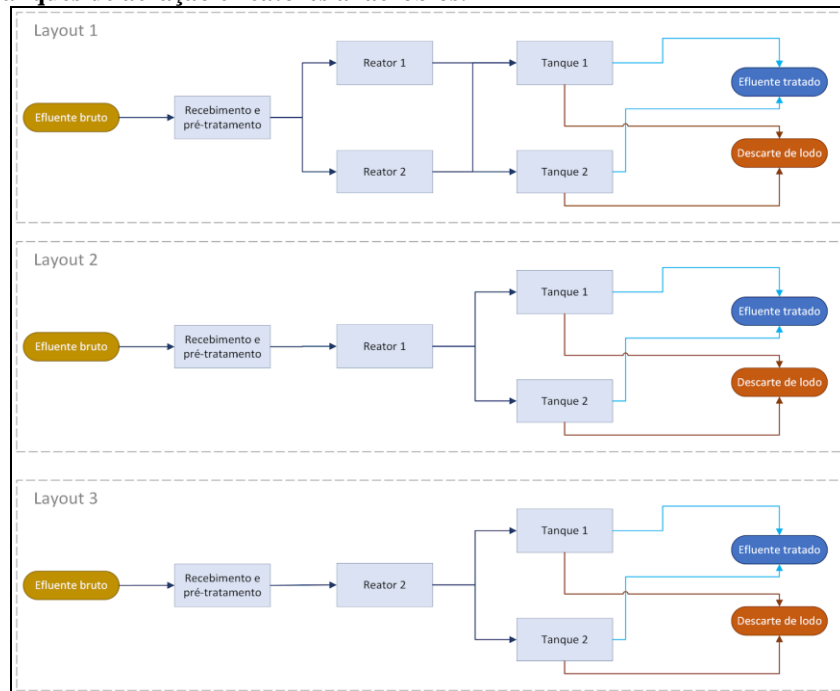 Layout 1
Reator 1
Tanque 1
Efluente tratado
Efluente bruto
Recebimento e
pré-tratamento
Descarte de lodo
Reator 2
Tanque 2
Layout 2
Tanque 1
Efluente tratado
Efluente bruto
Recebimento e
pré-tratamento
Reator 1
Descarte de lodo
Tanque 2
Layout 3
Tanque 1
Efluente tratado
Efluente bruto
Recebimento e
pré-tratamento
Reator 2
Descarte de lodo
Tanque 2